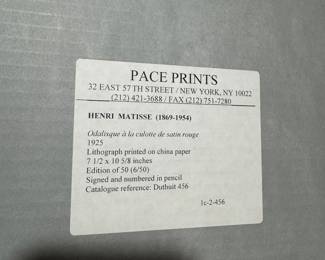 PACE PRINTS
32 EAST 57TH STREET / NEW YORK, NY 10022
(212) 421-3688 / FAX (212) 751-7280
HENRI MATISSE (1869-1954)
Odalisque à la culotte de satin rouge
1925
Lithograph printed on china paper
7 1/2 x 10 5/8 inches
Edition of 50 (6/50)
Signed and numbered in pencil
Catalogue reference: Duthuit 456
1c-2-456